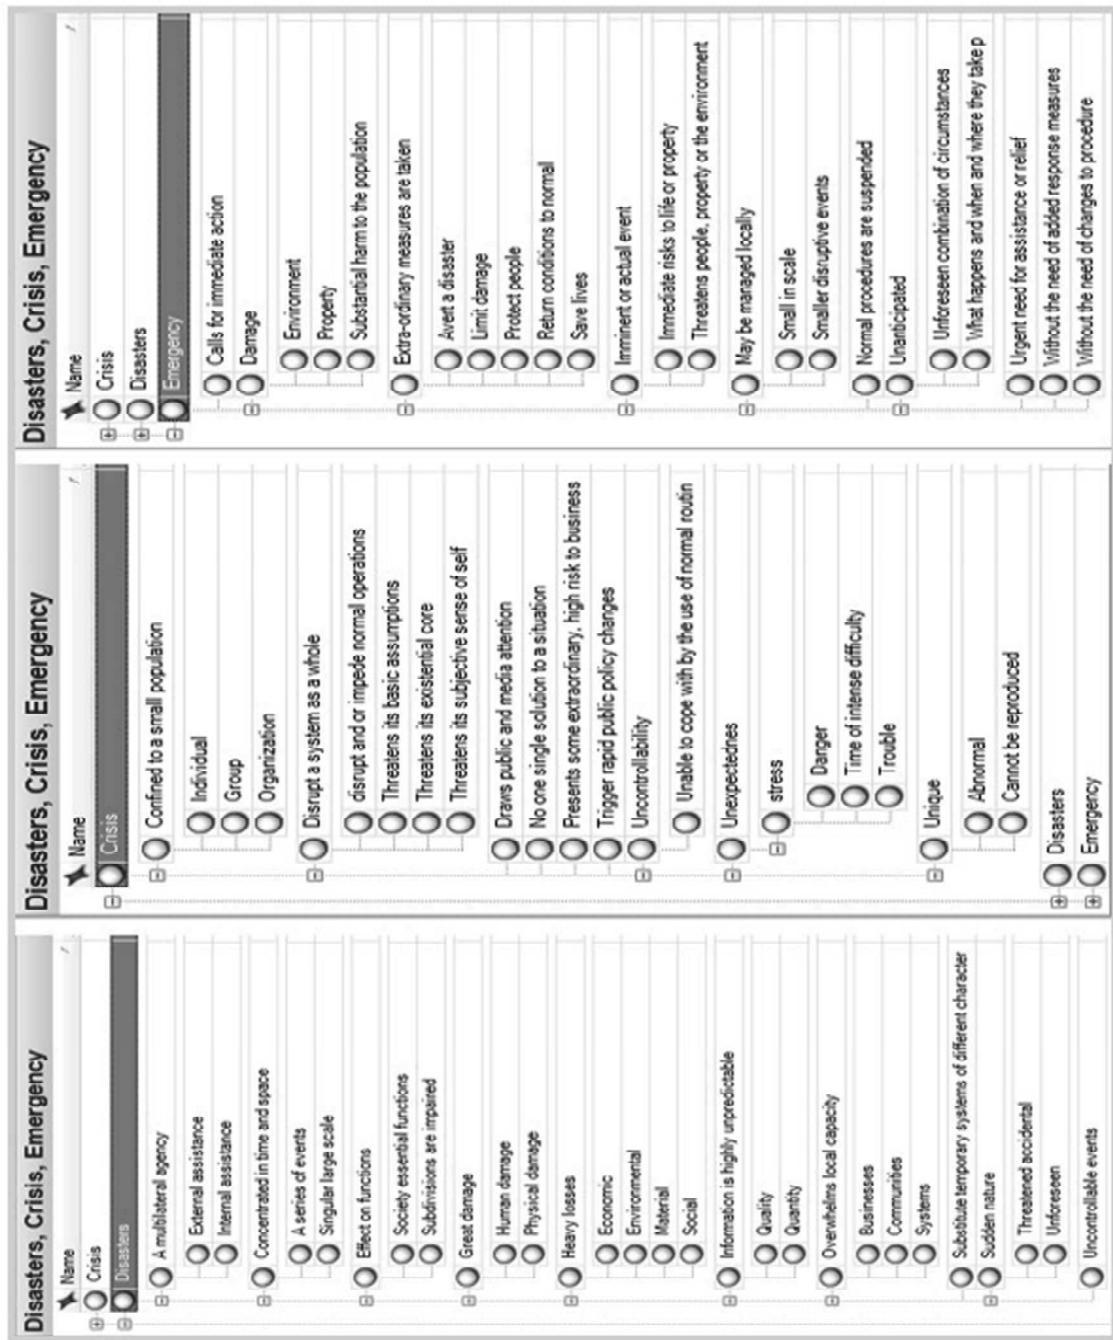 Disasters, Crisis, Emergency
Name
Crisis
Disasters
A multilateral agency
External assistance
Internal assistance
Concentrated in time and space
A series of events
Singular large scale
Effect on functions
Society essential functions
Subdivisions are impaired
Great damage
Human damage
Physical damage
Heavy losses
Economic
Environmental
Material
Social
Information is highly unpredictable
Quality
Quantity
Overwhelms local capacity
Businesses
Communities
Systems
Substitute temporary systems of different character
Sudden nature
Threatened accidental
Unforeseen
Uncontrollable events
Disasters, Crisis, Emergency
Name
Crisis
Confined to a small population
Individual
Group
Organization
Disrupt a system as a whole
disrupt and or impede normal operations
Threatens its basic assumptions
Threatens its existential core
Threatens its subjective sense of self
Draws public and media attention
No one single solution to a situation
Presents some extraordinary, high risk to business
Trigger rapid public policy changes
Uncontrollability
Unable to cope with by the use of normal routin
Unexpectednes
stress
Danger
Time of intense difficulty
Trouble
Unique
Abnormal
Cannot be reproduced
Disasters
Emergency
Disasters, Crisis, Emergency
Name
Crisis
Disasters
Emergency
Calls for immediate action
Damage
Environment
Property
Substantial harm to the population
Extra-ordinary measures are taken
Avert a disaster
Limit damage
Protect people
Return conditions to normal
Save lives
Imminent or actual event
Immediate risks to life or property
Threatens people, property or the environment
May be managed locally
Small in scale
Smaller disruptive events
Normal procedures are suspended
Unanticipated
Unforeseen combination of circumstances
What happens and when and where they take p
Urgent need for assistance or relief
Without the need of added response measures
Without the need of changes to procedure